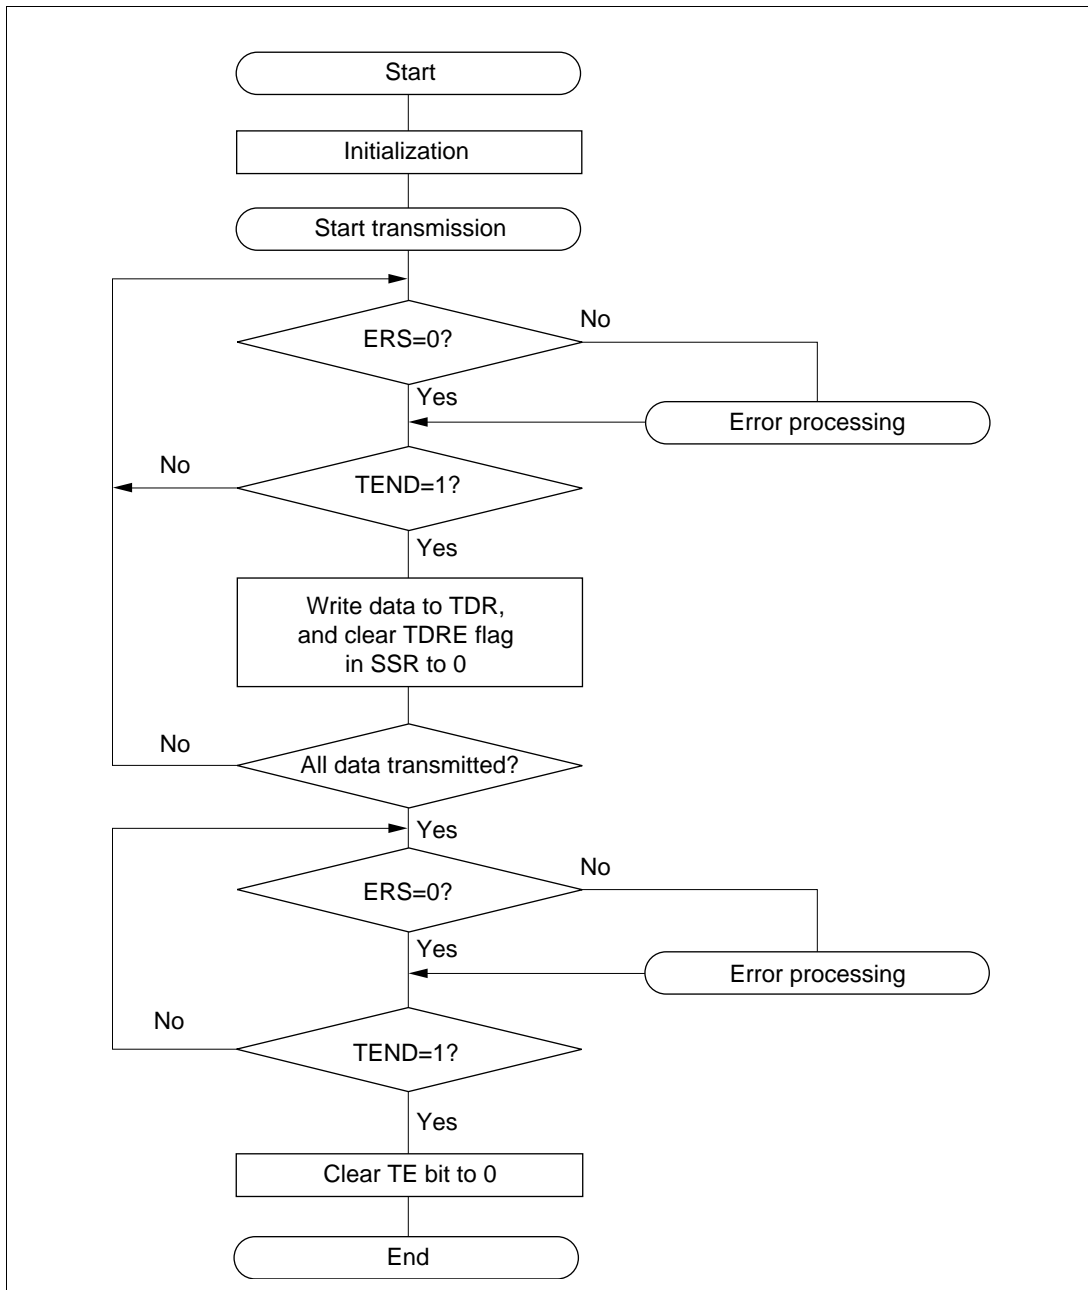 Start
Initialization
Start transmission
ERS=0?
No
Yes
Error processing
No
TEND=1?
Yes
Write data to TDR,
and clear TDRE flag
in SSR to 0
No
All data transmitted?
Yes
ERS=0?
No
Yes
Error processing
No
TEND=1?
Yes
Clear TE bit to 0
End